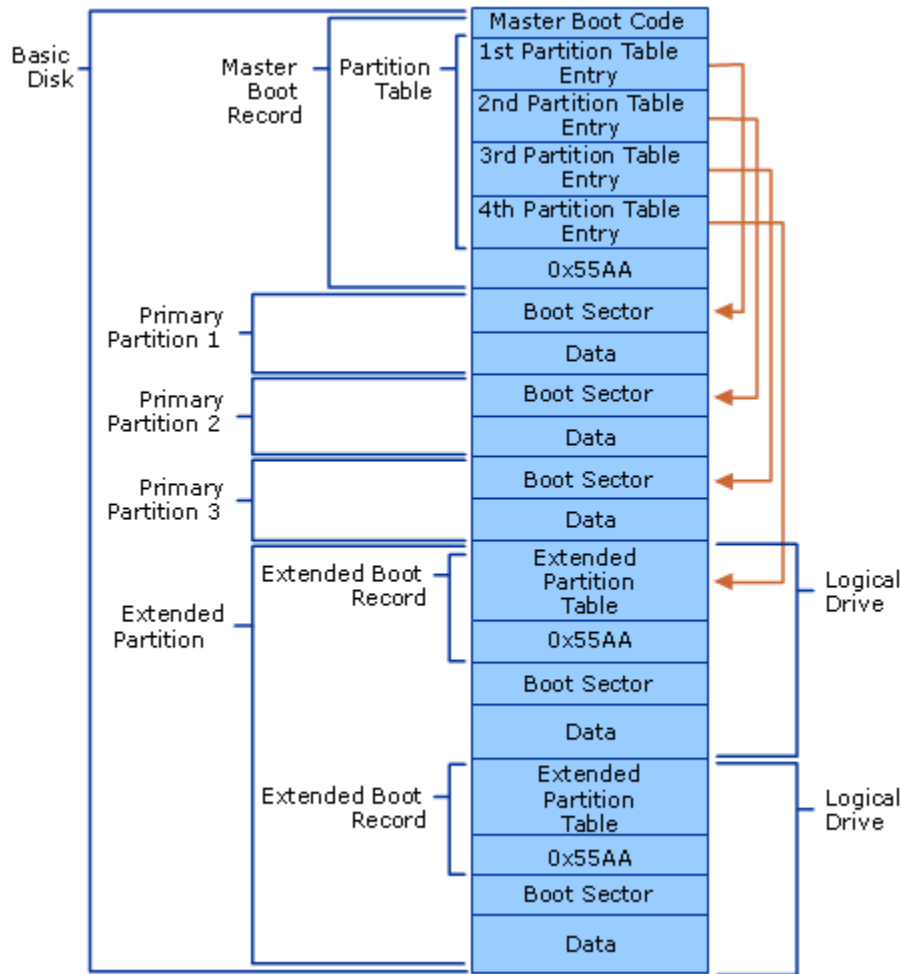 Master Boot Code
Basic
Disk
Master
Boot
Record
Partition
Table
1st Partition Table
Entry
2nd Partition Table
Entry
3rd Partition Table
Entry
4th Partition Table
Entry
0x55AA
Primary
Partition 1
Boot Sector
Data
Primary
Partition 2
Boot Sector
Data
Primary
Partition 3
Boot Sector
Data
Extended
Partition
Extended Boot
Record
Extended
Partition
Table
0x55AA
Boot Sector
Data
Logical
Drive
Extended Boot
Record
Extended
Partition
Table
0x55AA
Boot Sector
Data
Logical
Drive